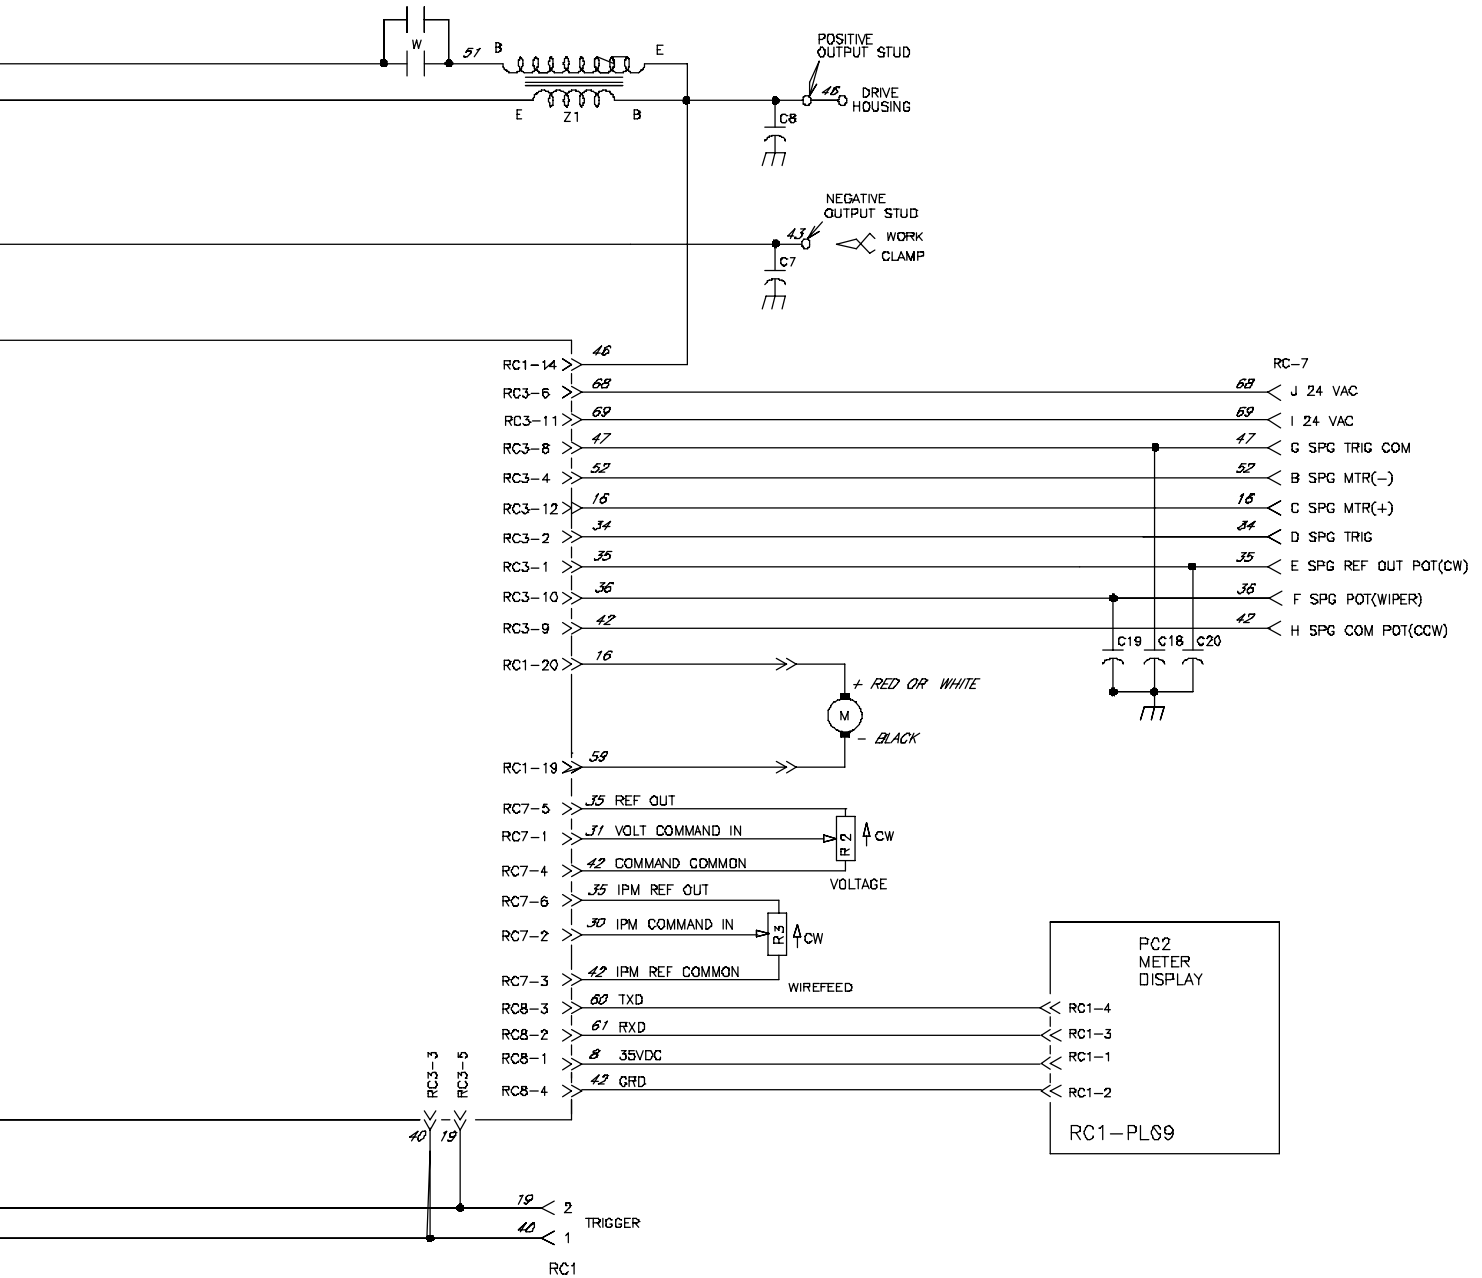 W
51 B E
E Z1 B
POSITIVE
OUTPUT STUD
46 DRIVE
HOUSING
C8
NEGATIVE
OUTPUT STUD
43 WORK
CLAMP
C7
RC-7
RC1-14 46
RC3-6 68 68 J 24 VAC
RC3-11 69 69 I 24 VAC
RC3-8 47 47 G SPG TRIG COM
RC3-4 52 52 B SPG MTR(-)
RC3-12 16 16 C SPG MTR(+)
RC3-2 34 34 D SPG TRIG
RC3-1 35 35 E SPG REF OUT POT(CW)
RC3-10 36 36 F SPG POT(WIPER)
RC3-9 42 42 H SPG COM POT(CCW)
C19 C18 C20
RC1-20 16
+ RED OR WHITE
M
- BLACK
RC1-19 59
RC7-5 35 REF OUT
RC7-1 31 VOLT COMMAND IN
R2 CW
RC7-4 42 COMMAND COMMON
VOLTAGE
RC7-6 35 IPM REF OUT
RC7-2 30 IPM COMMAND IN
R3 CW
RC7-3 42 IPM REF COMMON
WIREFEED
PC2
METER
DISPLAY
RC8-3 60 TXD RC1-4
RC8-2 61 RXD RC1-3
RC8-1 8 35VDC RC1-1
RC8-4 42 GRD RC1-2
RC1-PLG9
RC3-3
RC3-5
40 19
19 2
TRIGGER
40 1
RC1